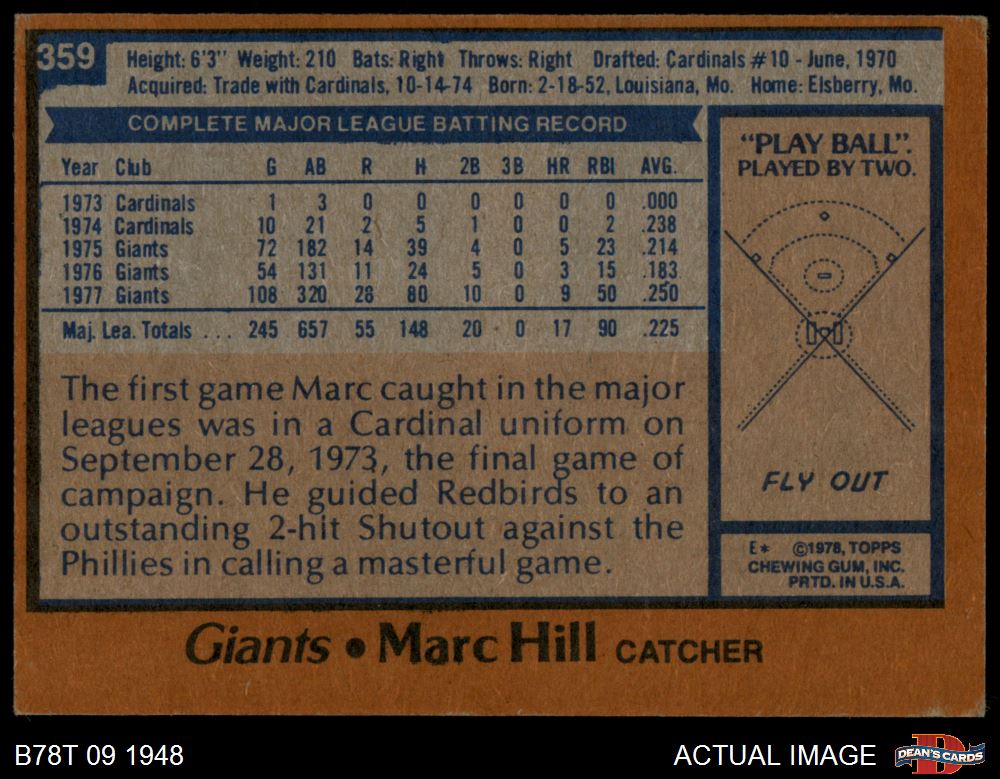 359
Height: 6'3" Weight: 210 Bats: Right Throws: Right Drafted: Cardinals #10 - June, 1970
Acquired: Trade with Cardinals, 10-14-74 Born: 2-18-52, Louisiana, Mo. Home: Elsberry, Mo.
COMPLETE MAJOR LEAGUE BATTING RECORD
Year Club G AB R H 2B 3B HR RBI AVG.
1973 Cardinals 1 3 0 0 0 0 0 0 .000
1974 Cardinals 10 21 2 5 1 0 0 2 .238
1975 Giants 72 182 14 39 4 0 5 23 .214
1976 Giants 54 131 11 24 5 0 3 15 .183
1977 Giants 108 320 28 80 10 0 9 50 .250
Maj. Lea. Totals . . . 245 657 55 148 20 0 17 90 .225
The first game Marc caught in the major
leagues was in a Cardinal uniform on
September 28, 1973, the final game of
campaign. He guided Redbirds to an
outstanding 2-hit Shutout against the
Phillies in calling a masterful game.
"PLAY BALL".
PLAYED BY TWO.
FLY OUT
E* ©1978, TOPPS
CHEWING GUM, INC.
PRTD. IN U.S.A.
Giants • Marc Hill CATCHER
B78T 09 1948
ACTUAL IMAGE
DEAN'S CARDS